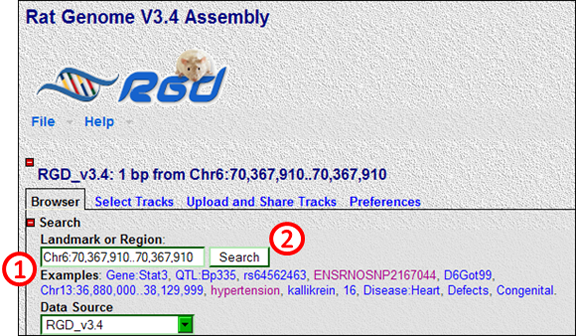 Rat Genome V3.4 Assembly
RGD
File Help
RGD_v3.4: 1 bp from Chr6:70,367,910..70,367,910
Browser Select Tracks Upload and Share Tracks Preferences
Search
Landmark or Region:
Chr6:70,367,910..70,367,910 Search 2
1
Examples: Gene:Stat3, QTL:Bp335, rs64562463, ENSRNOSNP2167044, D6Got99,
Chr13:36,880,000..38,129,999, hypertension, kallikrein, 16, Disease:Heart, Defects, Congenital.
Data Source
RGD_v3.4